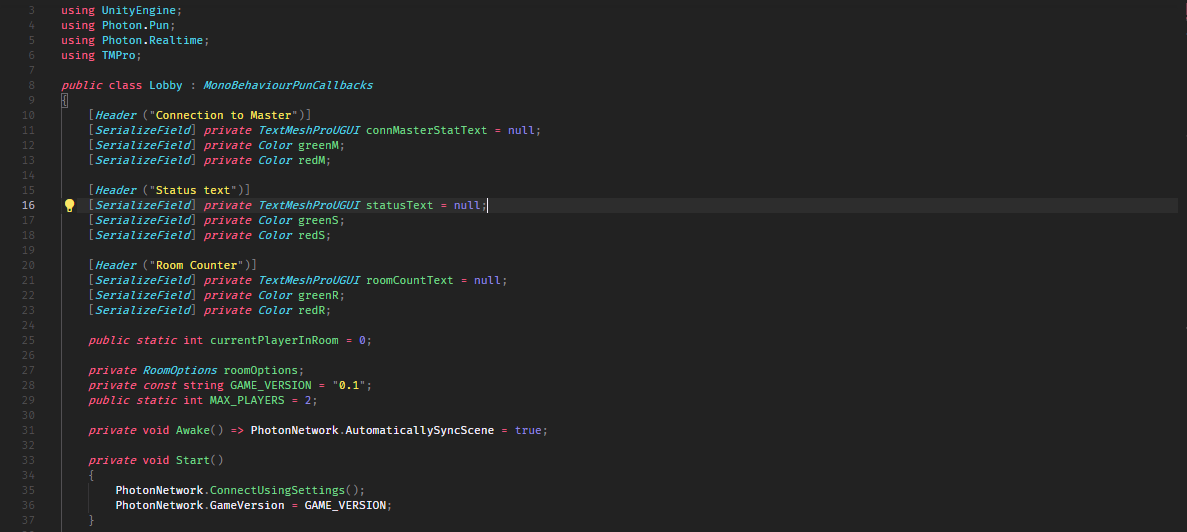 3 using UnityEngine;
4 using Photon.Pun;
5 using Photon.Realtime;
6 using TMPro;
7
8 public class Lobby : MonoBehaviourPunCallbacks
9 {
10 [Header ("Connection to Master")]
11 [SerializeField] private TextMeshProUGUI connMasterStatText = null;
12 [SerializeField] private Color greenM;
13 [SerializeField] private Color redM;
14
15 [Header ("Status text")]
16 [SerializeField] private TextMeshProUGUI statusText = null;
17 [SerializeField] private Color greenS;
18 [SerializeField] private Color redS;
19
20 [Header ("Room Counter")]
21 [SerializeField] private TextMeshProUGUI roomCountText = null;
22 [SerializeField] private Color greenR;
23 [SerializeField] private Color redR;
24
25 public static int currentPlayerInRoom = 0;
26
27 private RoomOptions roomOptions;
28 private const string GAME_VERSION = "0.1";
29 public static int MAX_PLAYERS = 2;
30
31 private void Awake() => PhotonNetwork.AutomaticallySyncScene = true;
32
33 private void Start()
34 {
35 PhotonNetwork.ConnectUsingSettings();
36 PhotonNetwork.GameVersion = GAME_VERSION;
37 }